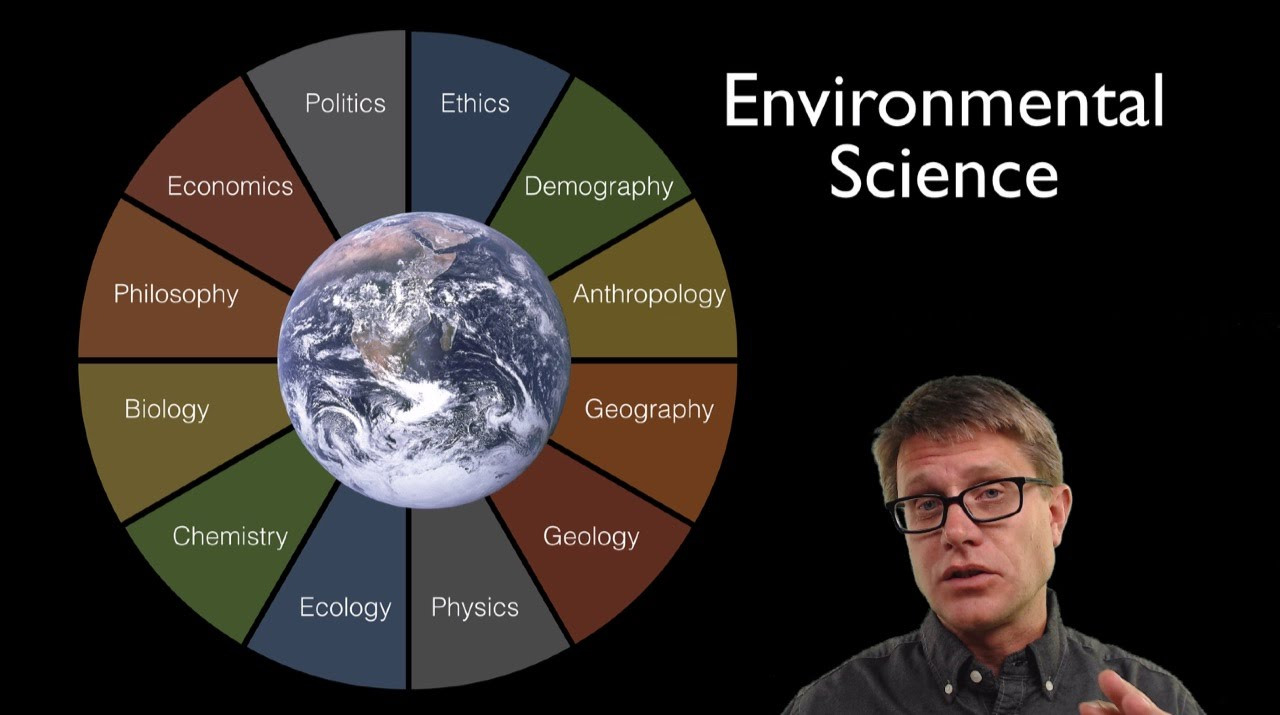 Environmental
Science
Politics
Ethics
Economics
Demography
Philosophy
Anthropology
Biology
Geography
Chemistry
Geology
Ecology
Physics